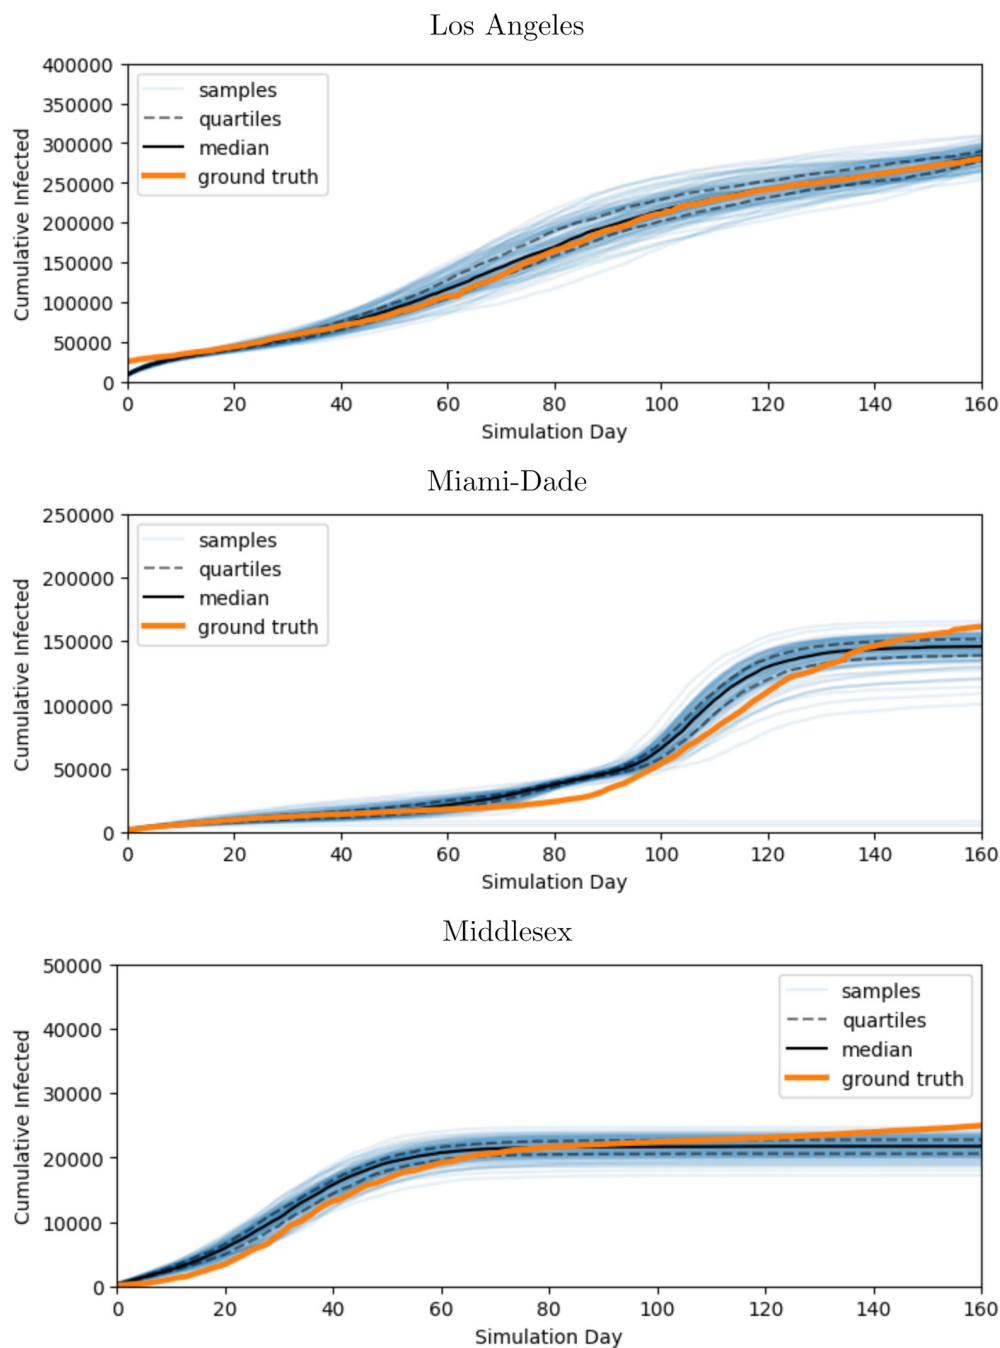 Los Angeles
400000
350000
300000
250000
200000
150000
100000
50000
0
Cumulative Infected
samples
quartiles
median
ground truth
0 20 40 60 80 100 120 140 160
Simulation Day
Miami-Dade
250000
200000
150000
100000
50000
0
Cumulative Infected
samples
quartiles
median
ground truth
0 20 40 60 80 100 120 140 160
Simulation Day
Middlesex
50000
40000
30000
20000
10000
0
Cumulative Infected
samples
quartiles
median
ground truth
0 20 40 60 80 100 120 140 160
Simulation Day